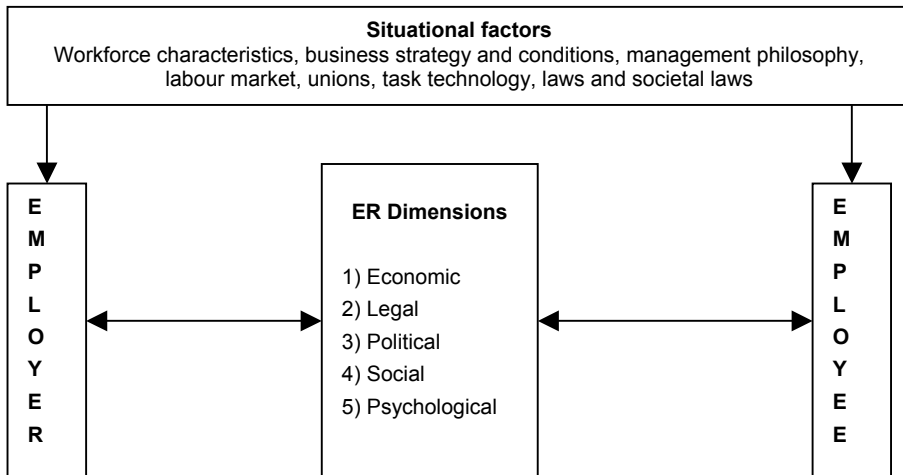 Situational factors
Workforce characteristics, business strategy and conditions, management philosophy,
labour market, unions, task technology, laws and societal laws
E
M
P
L
O
Y
E
R
ER Dimensions
1) Economic
2) Legal
3) Political
4) Social
5) Psychological
E
M
P
L
O
Y
E
E